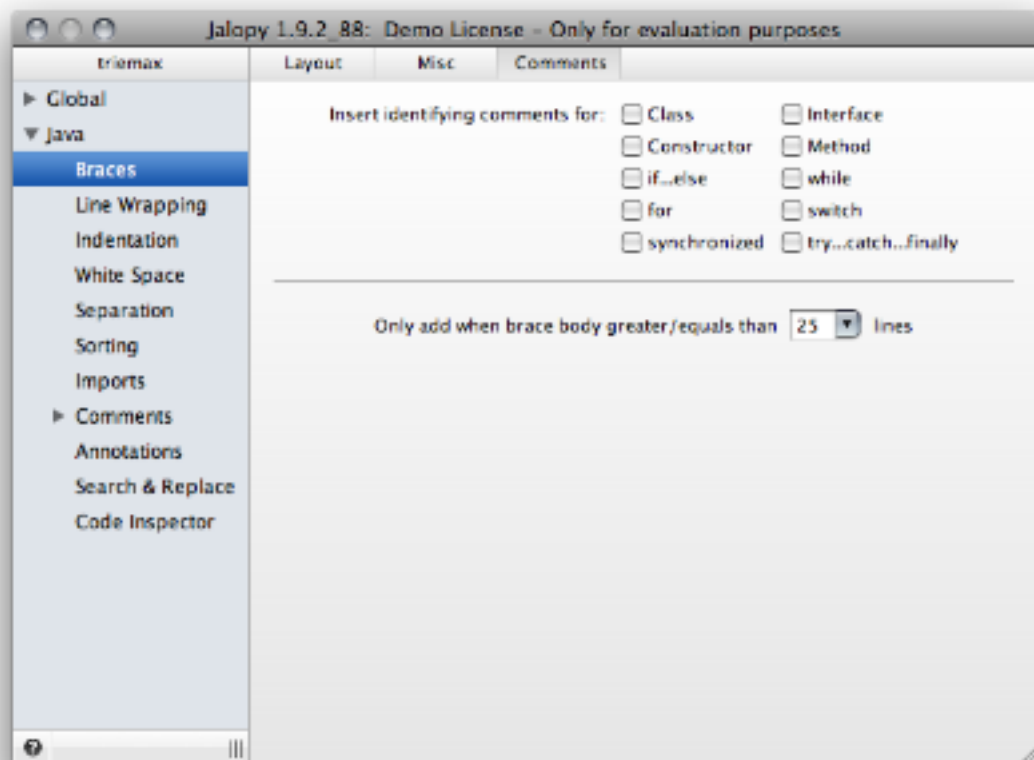 Jalopy 1.9.2_88: Demo License - Only for evaluation purposes
triemax
Layout Misc Comments
Global
Java
Braces
Line Wrapping
Indentation
White Space
Separation
Sorting
Imports
Comments
Annotations
Search & Replace
Code Inspector
Insert identifying comments for: Class Interface
Constructor Method
if...else while
for switch
synchronized try...catch...finally
Only add when brace body greater/equals than 25 lines